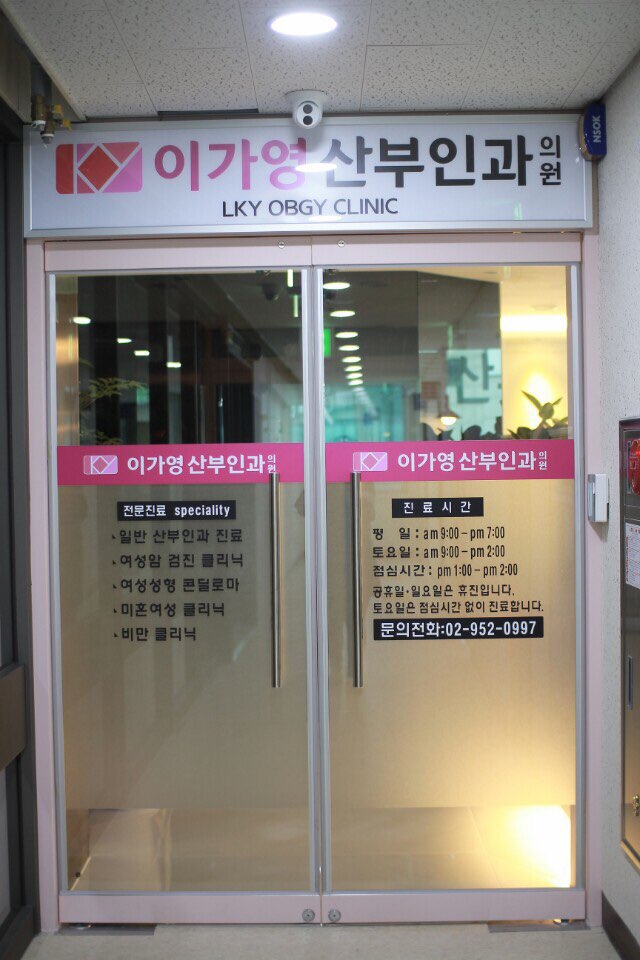 이가영산부인과의원
LKY OBGY CLINIC
NSOK
이가영산부인과의원
전문진료 speciality
일반 산부인과 진료
여성암 검진 클리닉
여성성형 콘딜로마
미혼여성 클리닉
비만 클리닉
이가영산부인과의원
진료시간
평 일 : am 9:00 - pm 7:00
토요일 : am 9:00 - pm 2:00
점심시간 : pm 1:00 - pm 2:00
공휴일·일요일은 휴진입니다.
토요일은 점심시간 없이 진료합니다.
문의전화:02-952-0997